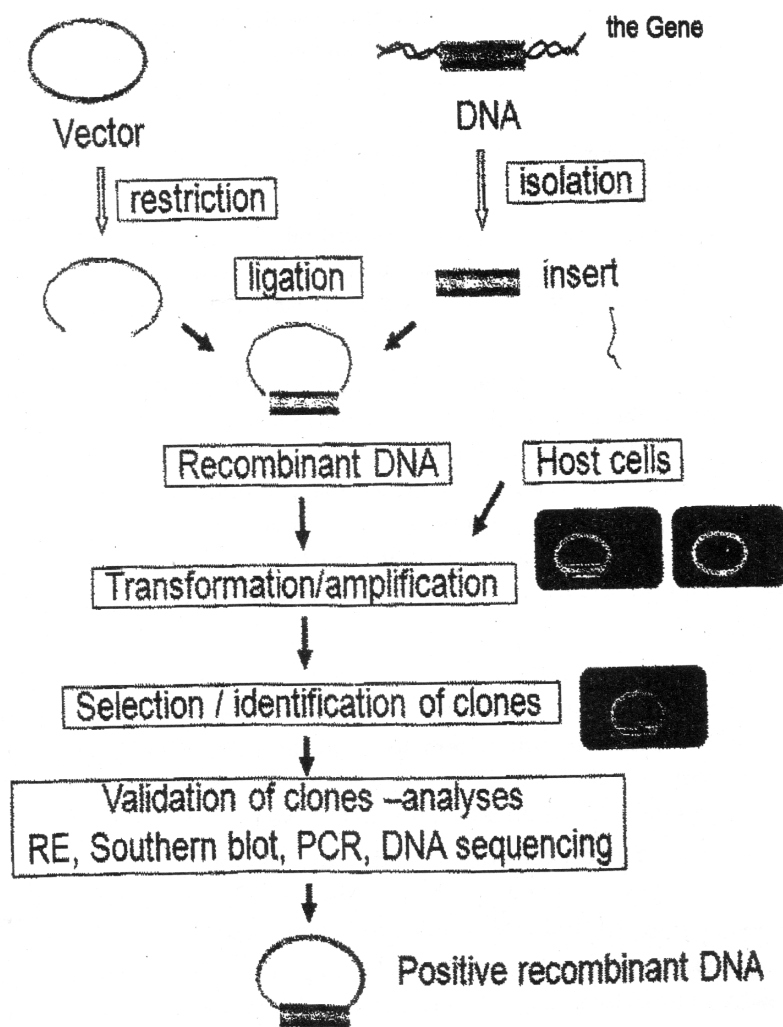 the Gene
Vector
DNA
restriction
isolation
ligation
insert
Recombinant DNA
Host cells
Transformation/amplification
Selection / identification of clones
Validation of clones –analyses
RE, Southern blot, PCR, DNA sequencing
Positive recombinant DNA